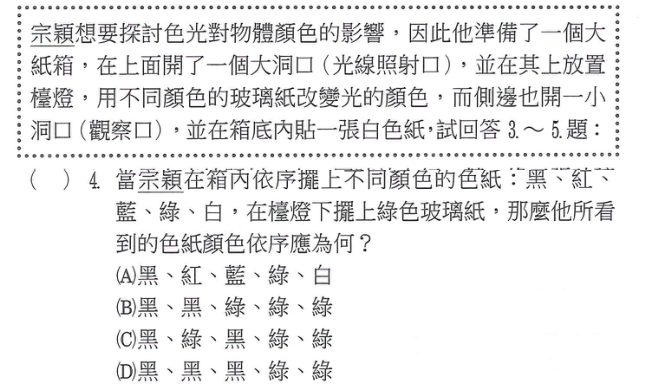 宗穎想要探討色光對物體顏色的影響，因此他準備了一個大
紙箱，在上面開了一個大洞口（光線照射口），並在其上放置
檯燈，用不同顏色的玻璃紙改變光的顏色，而側邊也開一小
洞口（觀察口），並在箱底內貼一張白色紙，試回答 3.～ 5.題：
（　）4. 當宗穎在箱內依序擺上不同顏色的色紙：黑、紅、
藍、綠、白，在檯燈下擺上綠色玻璃紙，那麼他所看
到的色紙顏色依序應為何？
(A)黑、紅、藍、綠、白
(B)黑、黑、綠、綠、綠
(C)黑、綠、黑、綠、綠
(D)黑、黑、黑、綠、綠